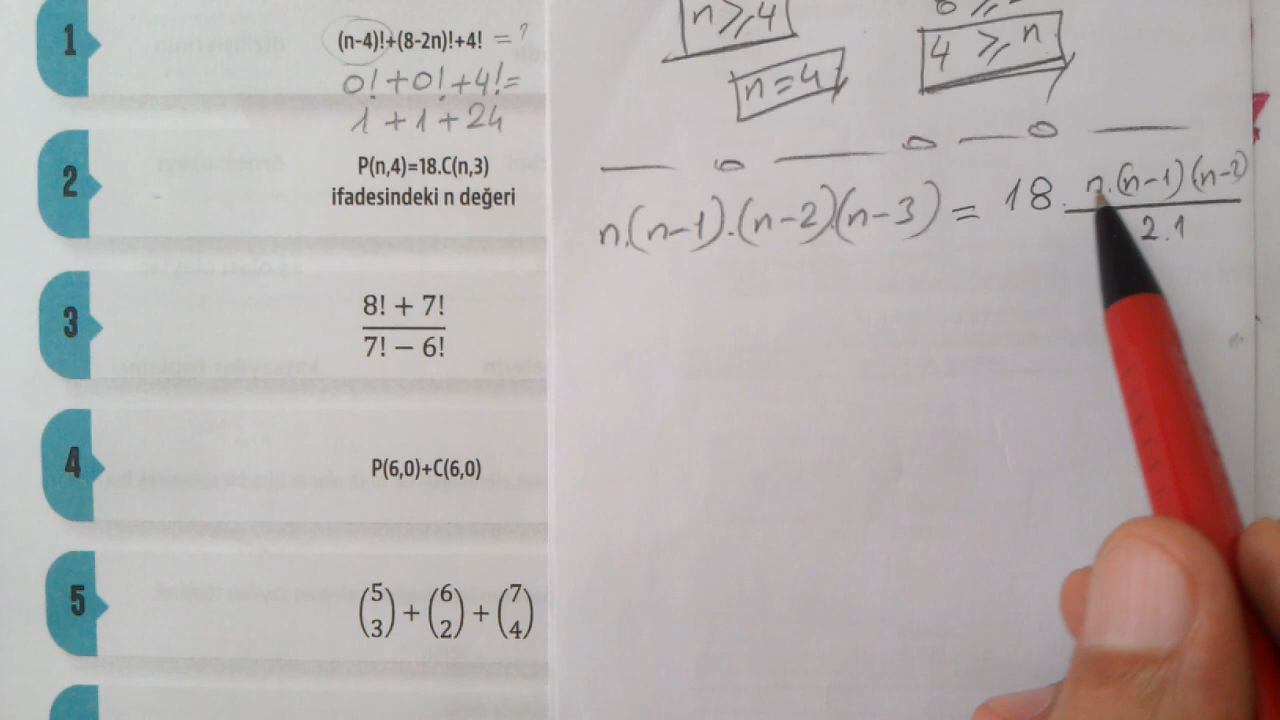 1
(n-4)!+(8-2n)!+4! = ?
0!+0!+4!=
1+1+24
2
P(n,4)=18.C(n,3)
ifadesindeki n değeri
3
8! + 7!
7! − 6!
4
P(6,0)+C(6,0)
5
(5 3) + (6 2) + (7 4)
n ≥ 4
4 ≥ n
n=4
n.(n-1).(n-2)(n-3) = 18. n.(n-1)(n-2)
2.1